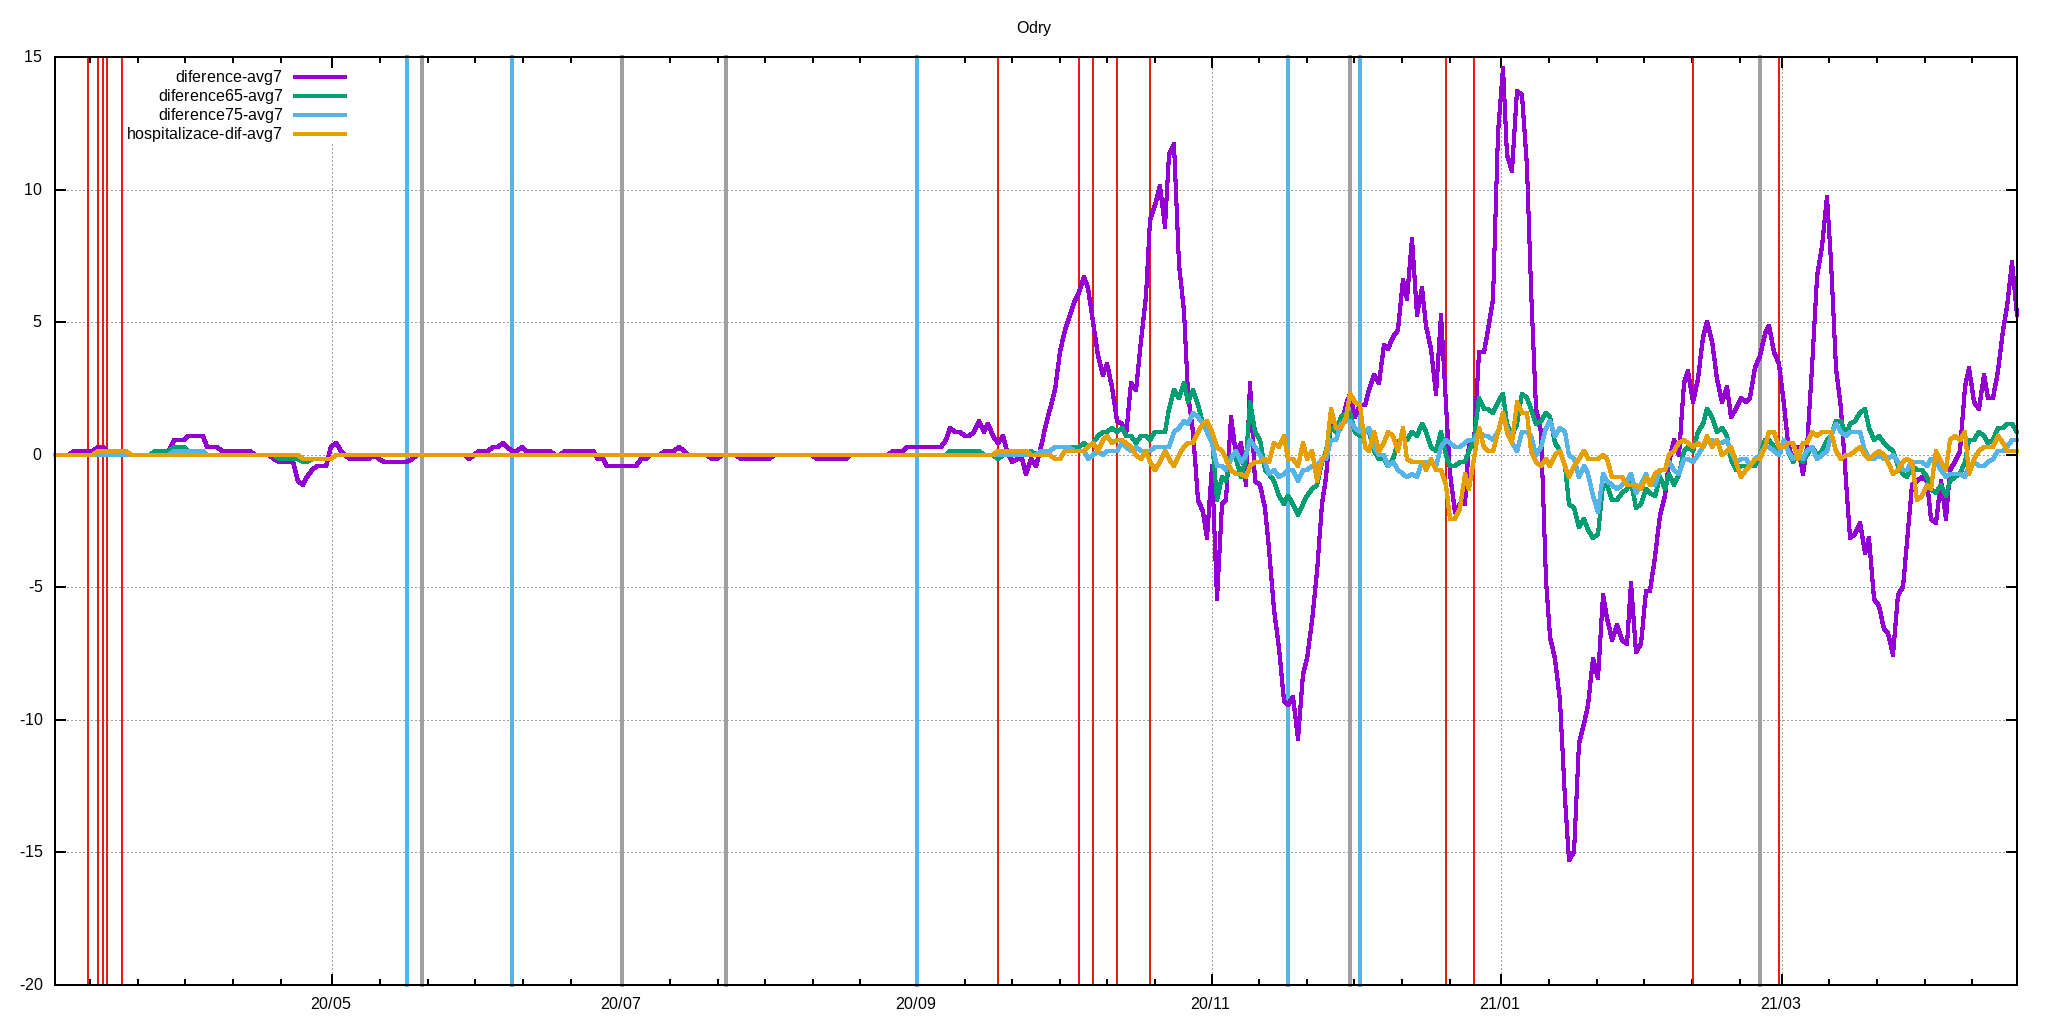 Odry
15
diference-avg7
diference65-avg7
diference75-avg7
hospitalizace-dif-avg7
10
5
0
-5
-10
-15
-20
20/05 20/07 20/09 20/11 21/01 21/03